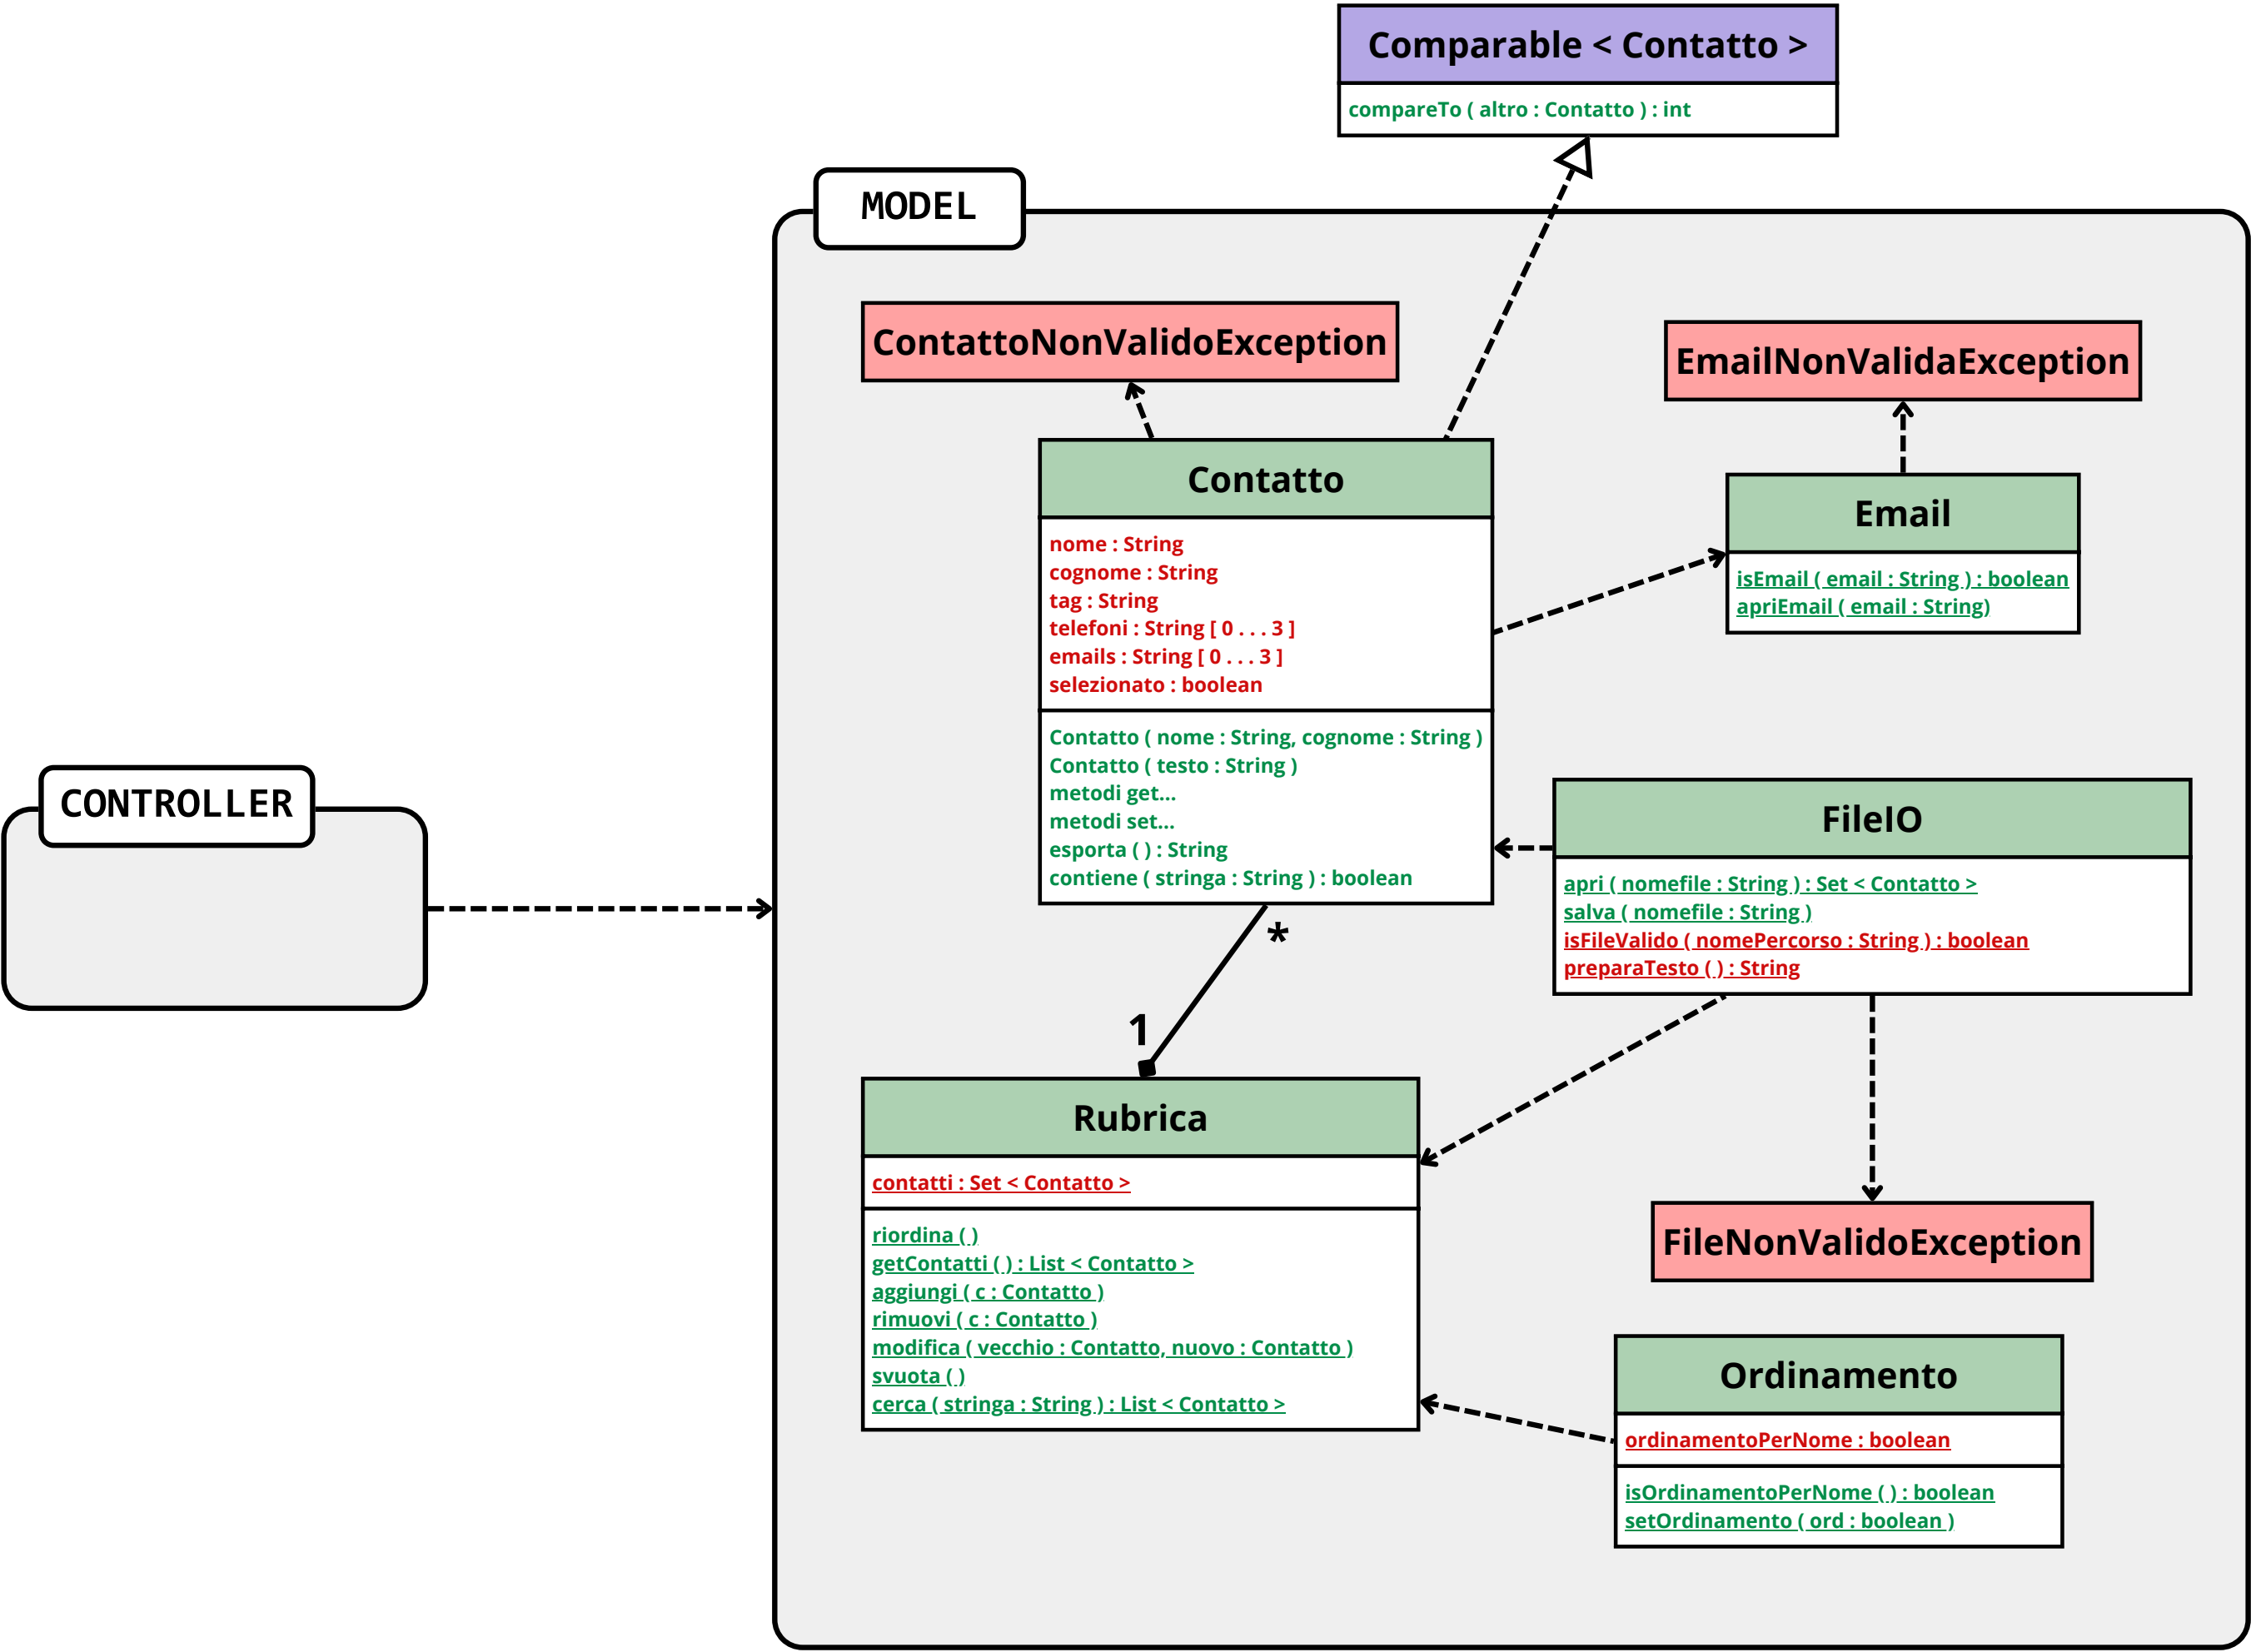 Comparable < Contatto >
compareTo ( altro : Contatto ) : int
MODEL
ContattoNonValidoException
EmailNonValidaException
Contatto
nome : String
cognome : String
tag : String
telefoni : String [ 0 . . . 3 ]
emails : String [ 0 . . . 3 ]
selezionato : boolean
Contatto ( nome : String, cognome : String )
Contatto ( testo : String )
metodi get...
metodi set...
esporta ( ) : String
contiene ( stringa : String ) : boolean
Email
isEmail ( email : String ) : boolean
apriEmail ( email : String)
CONTROLLER
FileIO
apri ( nomefile : String ) : Set < Contatto >
salva ( nomefile : String )
isFileValido ( nomePercorso : String ) : boolean
preparaTesto ( ) : String
*
1
Rubrica
contatti : Set < Contatto >
riordina ( )
getContatti ( ) : List < Contatto >
aggiungi ( c : Contatto )
rimuovi ( c : Contatto )
modifica ( vecchio : Contatto, nuovo : Contatto )
svuota ( )
cerca ( stringa : String ) : List < Contatto >
FileNonValidoException
Ordinamento
ordinamentoPerNome : boolean
isOrdinamentoPerNome ( ) : boolean
setOrdinamento ( ord : boolean )